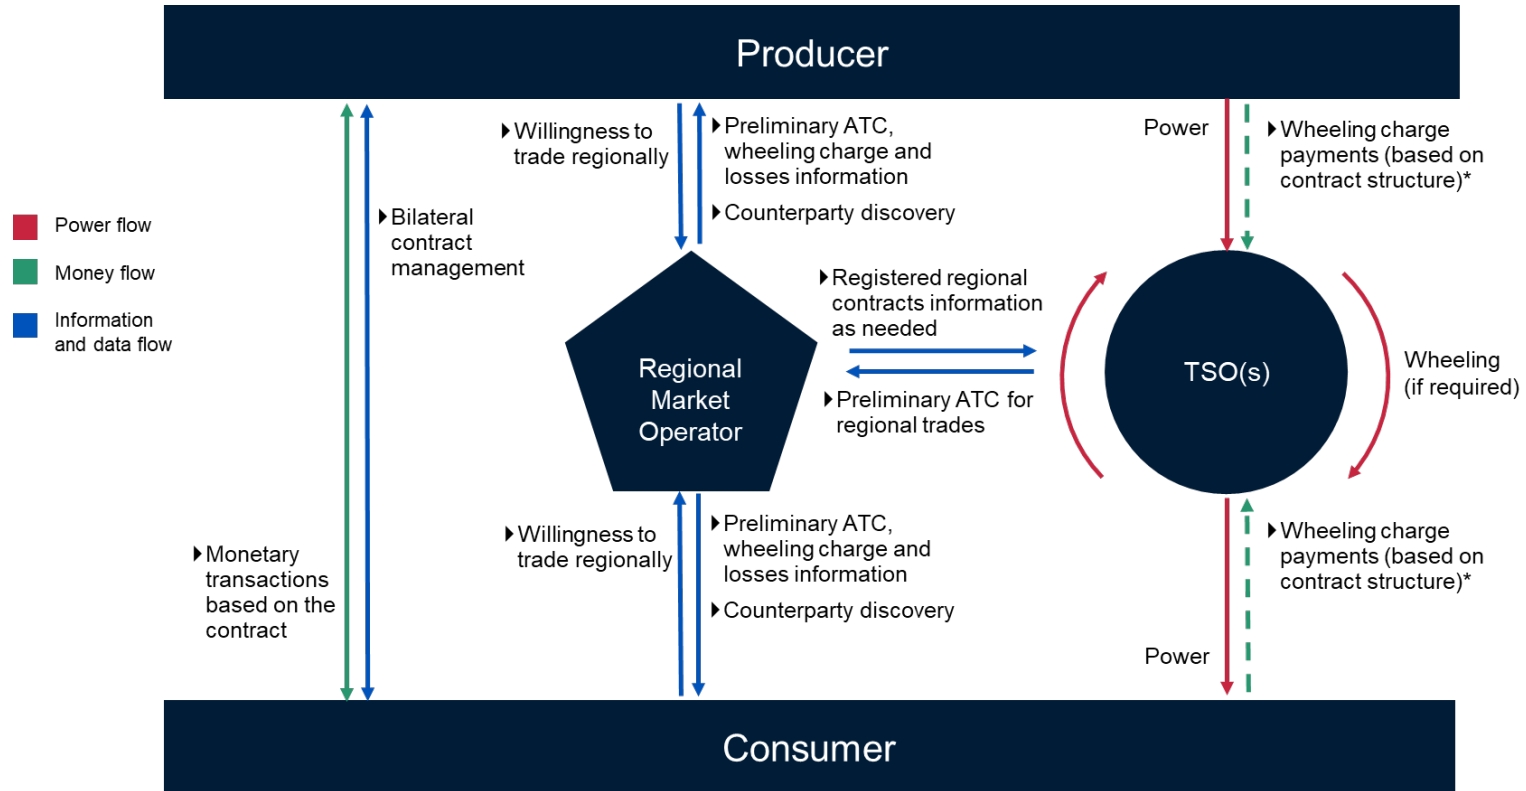 Producer
Willingness to
trade regionally
Preliminary ATC,
wheeling charge and
losses information
Counterparty discovery
Power
Wheeling charge
payments (based on
contract structure)*
Power flow
Money flow
Information
and data flow
Bilateral
contract
management
Registered regional
contracts information
as needed
Regional
Market
Operator
TSO(s)
Wheeling
(if required)
Preliminary ATC for
regional trades
Monetary
transactions
based on the
contract
Willingness to
trade regionally
Preliminary ATC,
wheeling charge and
losses information
Counterparty discovery
Wheeling charge
payments (based on
contract structure)*
Power
Consumer